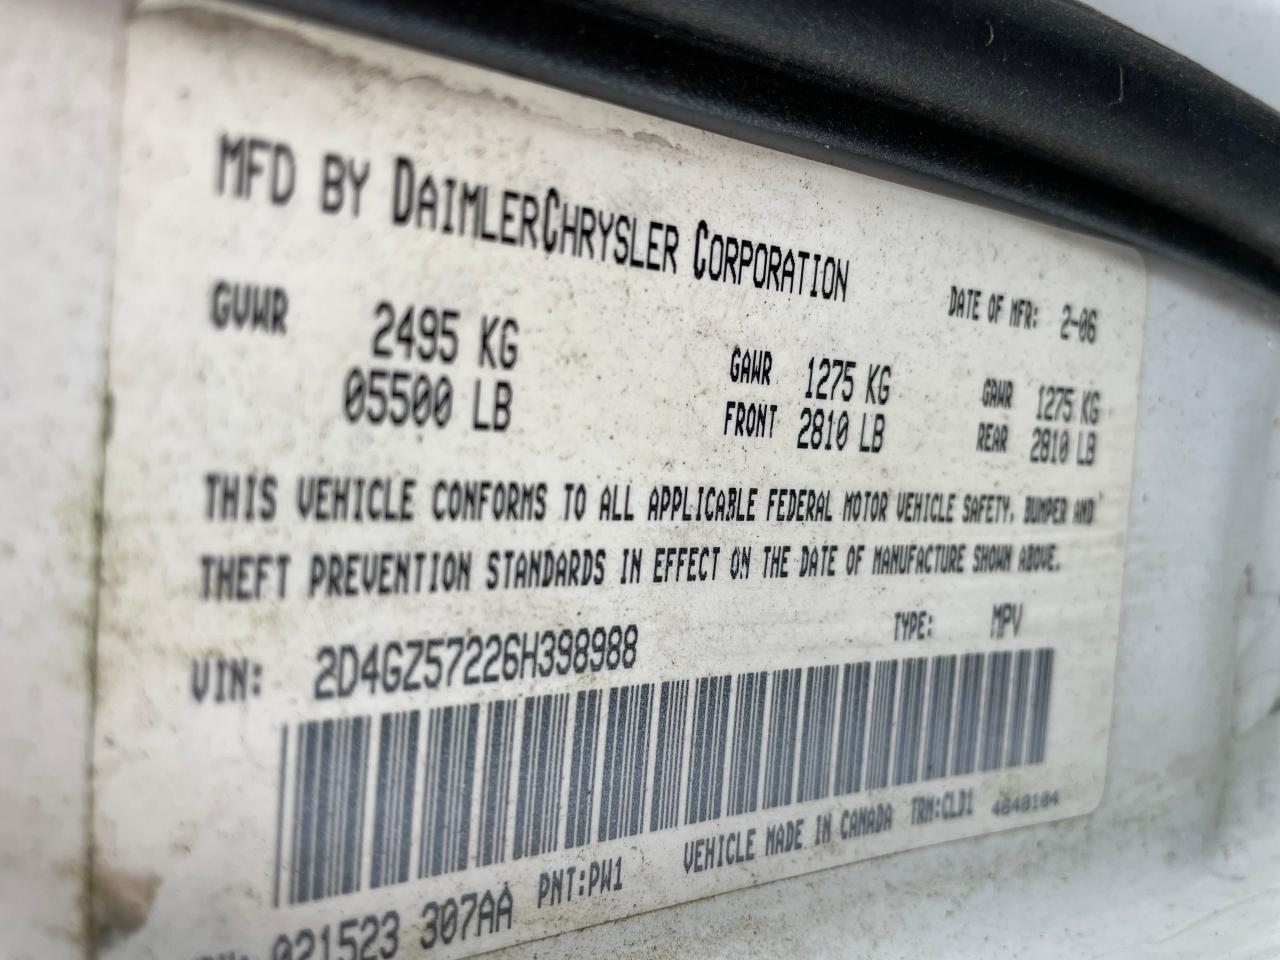 MFD BY DAIMLERCHRYSLER CORPORATION
DATE OF MFR: 2-06
GVWR 2495 KG
05500 LB
GAWR FRONT 1275 KG
2810 LB
GAWR REAR 1275 KG
2810 LB
THIS VEHICLE CONFORMS TO ALL APPLICABLE FEDERAL MOTOR VEHICLE SAFETY, BUMPER AND
THEFT PREVENTION STANDARDS IN EFFECT ON THE DATE OF MANUFACTURE SHOWN ABOVE.
VIN: 2D4GZ57226H398988
TYPE: MPV
VEHICLE MADE IN CANADA TRM:CLD1 4648104
021523 307AA PNT:PW1